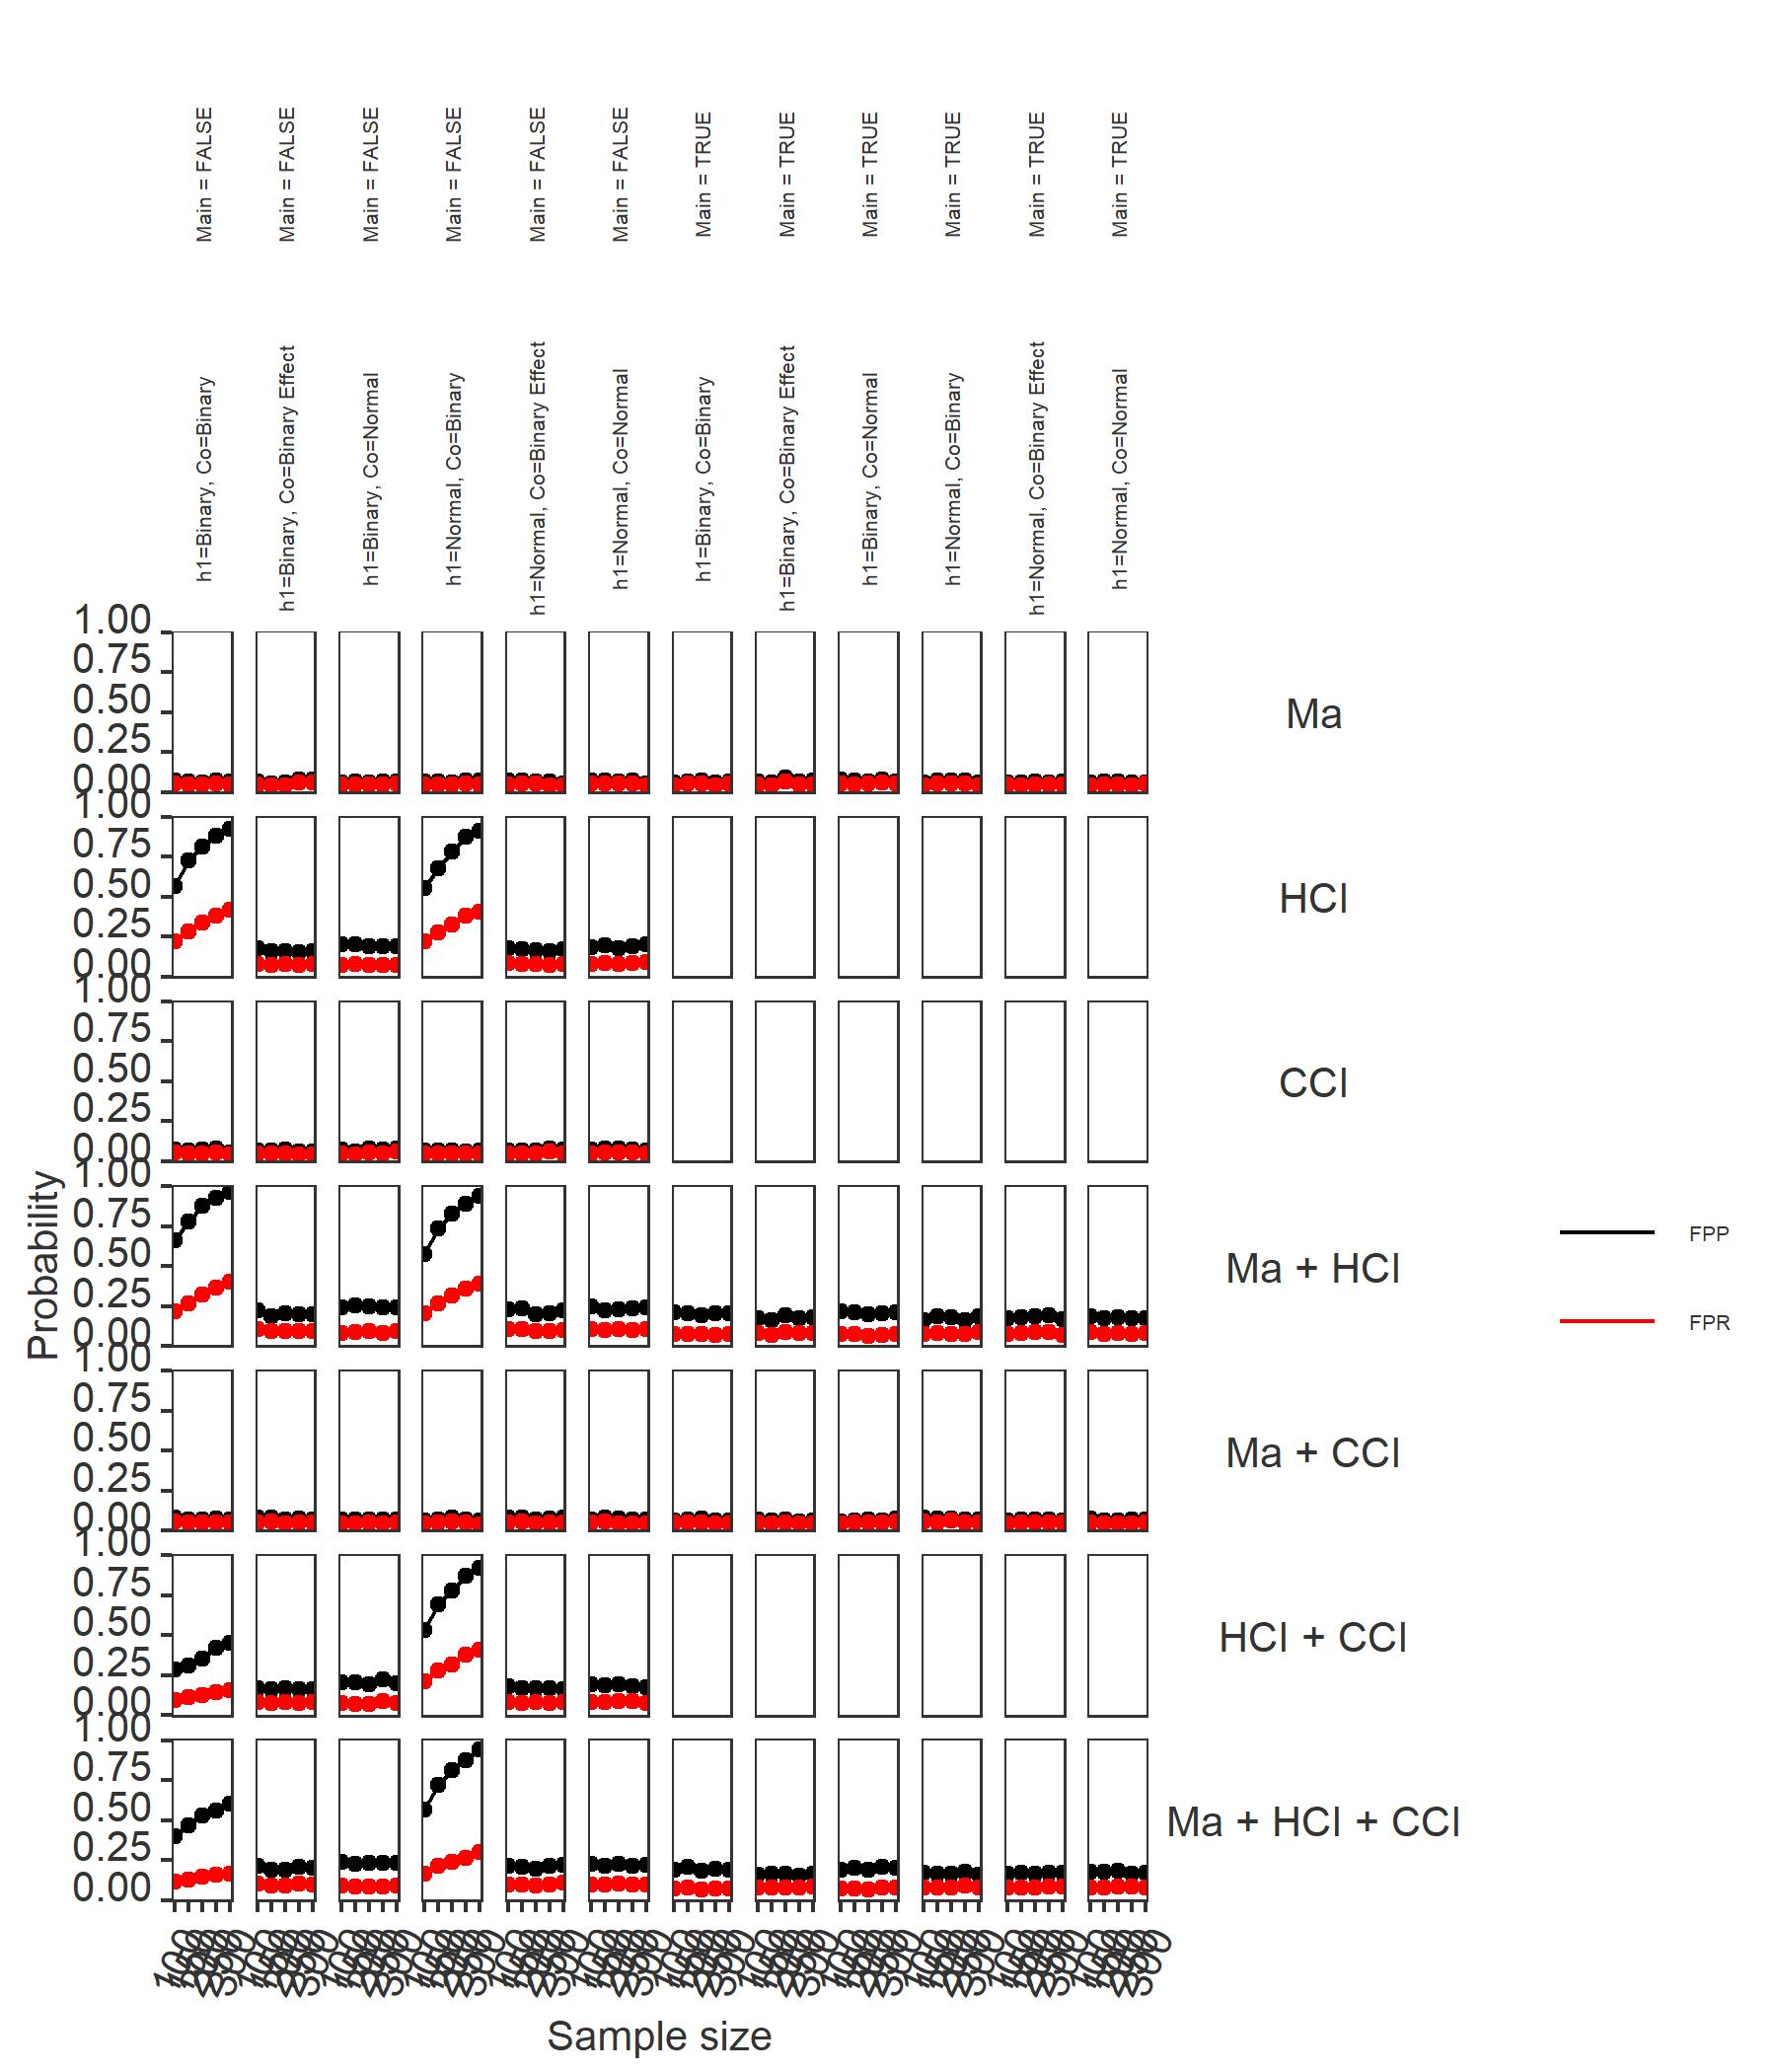 Main = FALSE
Main = FALSE
Main = FALSE
Main = FALSE
Main = FALSE
Main = FALSE
Main = TRUE
Main = TRUE
Main = TRUE
Main = TRUE
Main = TRUE
Main = TRUE
h1=Binary, Co=Binary
h1=Binary, Co=Binary Effect
h1=Binary, Co=Normal
h1=Normal, Co=Binary
h1=Normal, Co=Binary Effect
h1=Normal, Co=Normal
h1=Binary, Co=Binary
h1=Binary, Co=Binary Effect
h1=Binary, Co=Normal
h1=Normal, Co=Binary
h1=Normal, Co=Binary Effect
h1=Normal, Co=Normal
1.00
0.75
0.50
0.25
0.00
Ma
1.00
0.75
0.50
0.25
0.00
HCI
1.00
0.75
0.50
0.25
0.00
CCI
1.00
0.75
0.50
0.25
0.00
Ma + HCI
1.00
0.75
0.50
0.25
0.00
Ma + CCI
1.00
0.75
0.50
0.25
0.00
HCI + CCI
1.00
0.75
0.50
0.25
0.00
Ma + HCI + CCI
Probability
Sample size
FPP
FPR